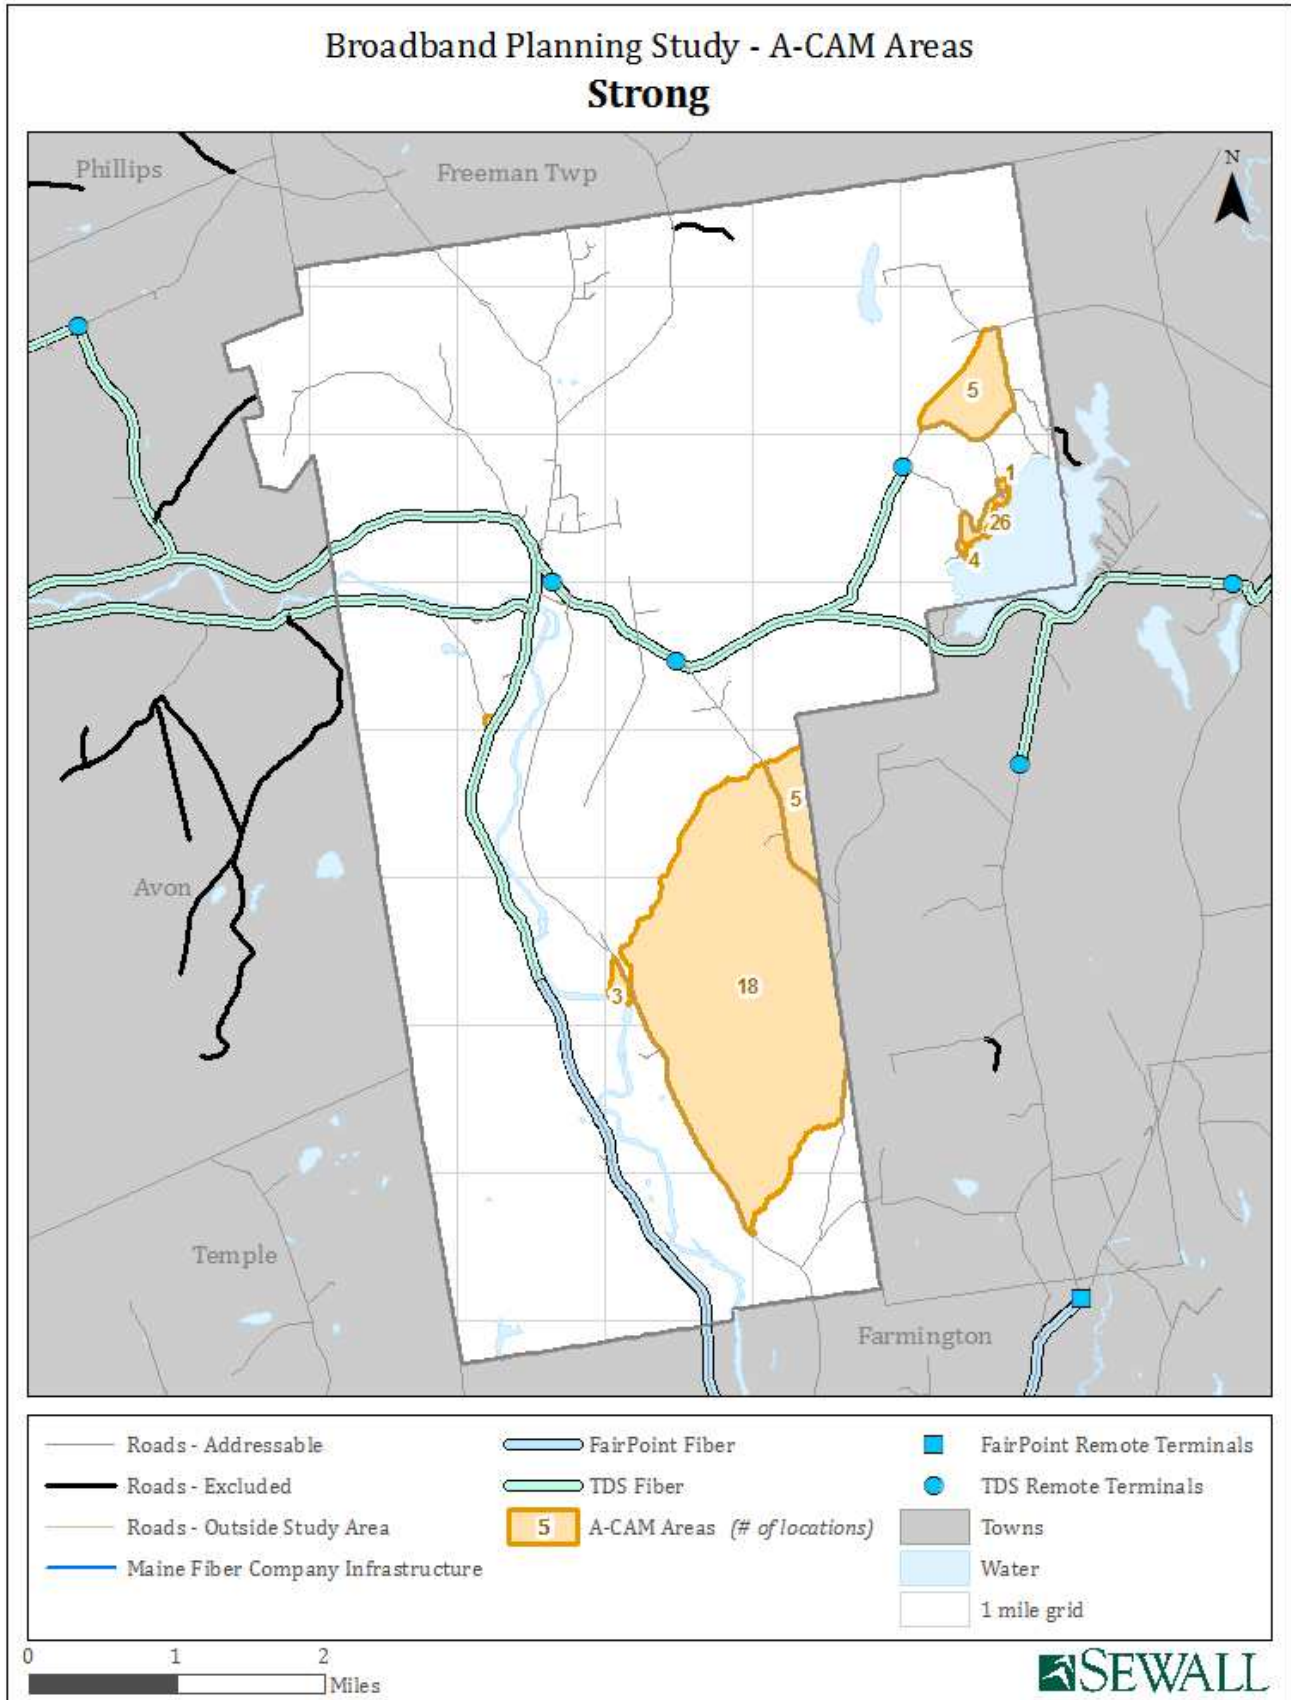 Broadband Planning Study - A-CAM Areas
Strong
Phillips
Freeman Twp
N
5
1
26
4
5
18
3
Avon
Temple
Farmington
Roads - Addressable
Roads - Excluded
Roads - Outside Study Area
Maine Fiber Company Infrastructure
FairPoint Fiber
TDS Fiber
5 A-CAM Areas (# of locations)
FairPoint Remote Terminals
TDS Remote Terminals
Towns
Water
1 mile grid
0 1 2
Miles
SEWALL